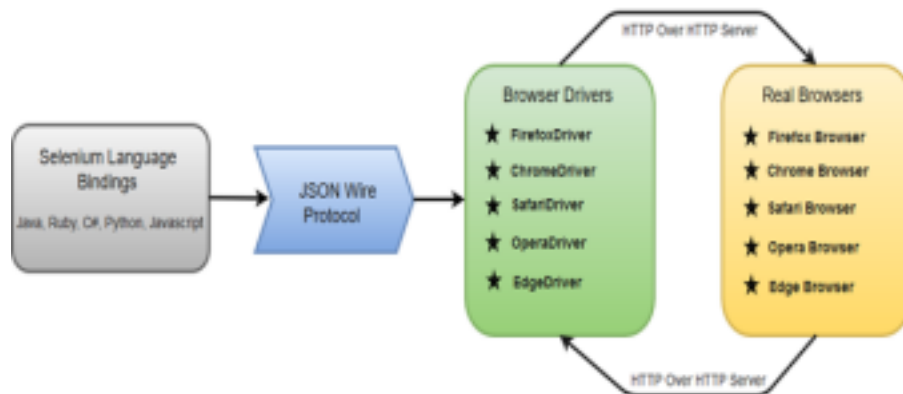 HTTP Over HTTP Server
Selenium Language
Bindings
Java, Ruby, C#, Python, Javascript
JSON Wire
Protocol
Browser Drivers
FirefoxDriver
ChromeDriver
SafariDriver
OperaDriver
EdgeDriver
Real Browsers
Firefox Browser
Chrome Browser
Safari Browser
Opera Browser
Edge Browser
HTTP Over HTTP Server